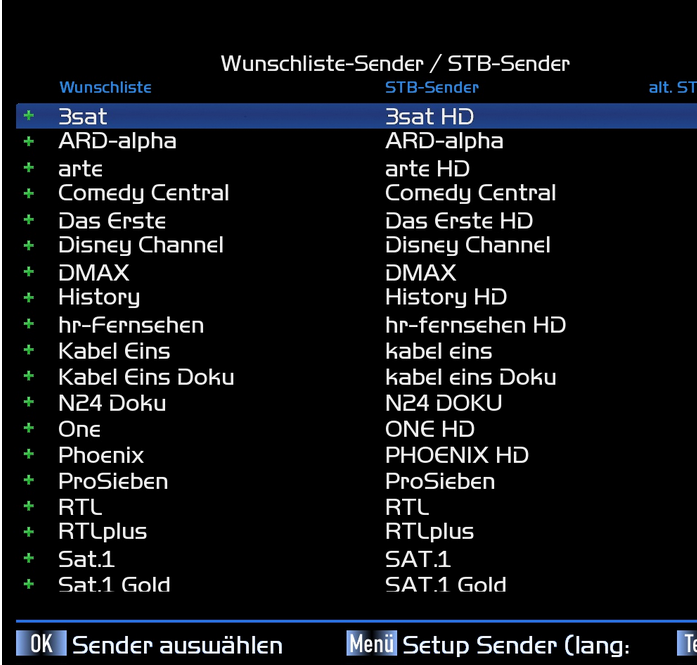 Wunschliste-Sender / STB-Sender
Wunschliste STB-Sender alt. ST
+ 3sat 3sat HD
+ ARD-alpha ARD-alpha
+ arte arte HD
+ Comedy Central Comedy Central
+ Das Erste Das Erste HD
+ Disney Channel Disney Channel
+ DMAX DMAX
+ History History HD
+ hr-Fernsehen hr-fernsehen HD
+ Kabel Eins kabel eins
+ Kabel Eins Doku kabel eins Doku
+ N24 Doku N24 DOKU
+ One ONE HD
+ Phoenix PHOENIX HD
+ ProSieben ProSieben
+ RTL RTL
+ RTLplus RTLplus
+ Sat.1 SAT.1
+ Sat.1 Gold SAT.1 Gold
OK Sender auswählen Menü Setup Sender (lang: Te